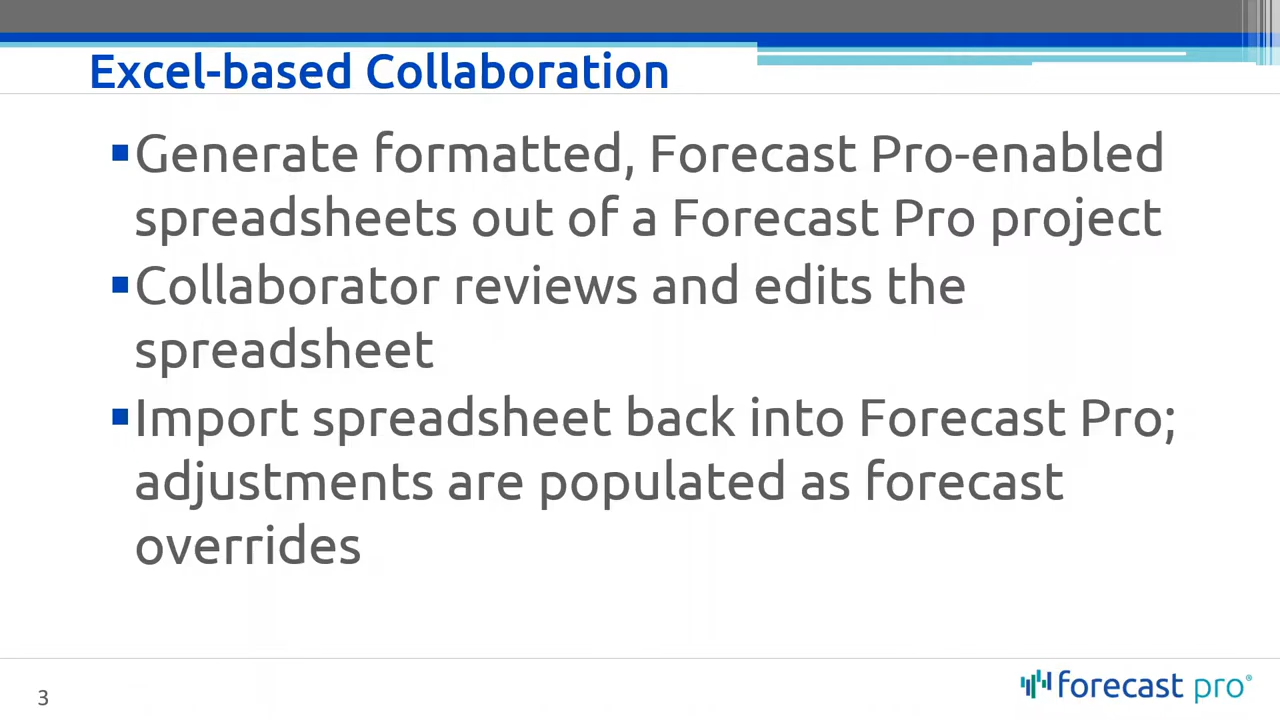 Excel-based Collaboration
▪Generate formatted, Forecast Pro-enabled
spreadsheets out of a Forecast Pro project
▪Collaborator reviews and edits the
spreadsheet
▪Import spreadsheet back into Forecast Pro;
adjustments are populated as forecast
overrides
3
forecast pro®